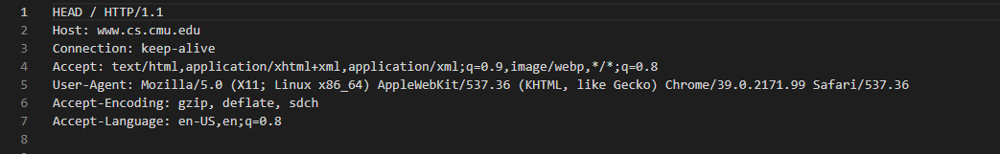 1 HEAD / HTTP/1.1
2 Host: www.cs.cmu.edu
3 Connection: keep-alive
4 Accept: text/html,application/xhtml+xml,application/xml;q=0.9,image/webp,*/*;q=0.8
5 User-Agent: Mozilla/5.0 (X11; Linux x86_64) AppleWebKit/537.36 (KHTML, like Gecko) Chrome/39.0.2171.99 Safari/537.36
6 Accept-Encoding: gzip, deflate, sdch
7 Accept-Language: en-US,en;q=0.8
8